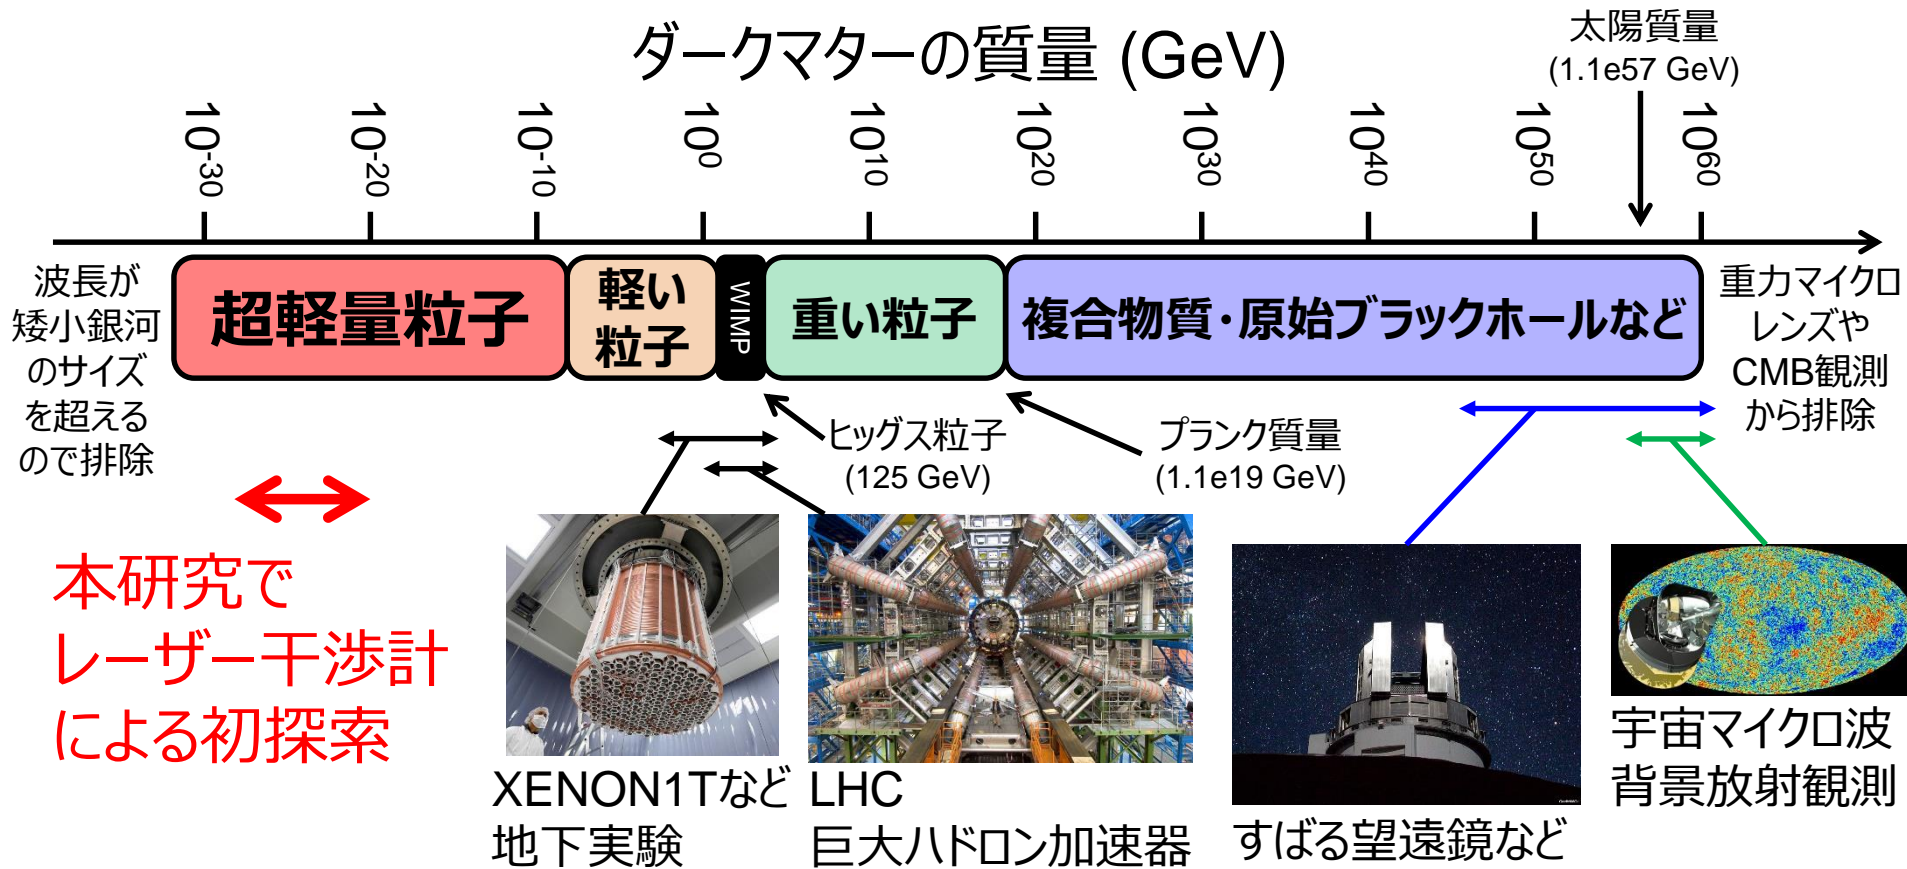 ダークマターの質量 (GeV)
太陽質量
(1.1e57 GeV)
10-30
10-20
10-10
100
1010
1020
1030
1040
1050
1060
波長が
矮小銀河
のサイズ
を超える
ので排除
超軽量粒子
軽い
粒子
WIMP
重い粒子
複合物質・原始ブラックホールなど
重力マイクロ
レンズや
CMB観測
から排除
ヒッグス粒子
(125 GeV)
プランク質量
(1.1e19 GeV)
本研究で
レーザー干渉計
による初探索
XENON1Tなど
地下実験
LHC
巨大ハドロン加速器
すばる望遠鏡など
宇宙マイクロ波
背景放射観測